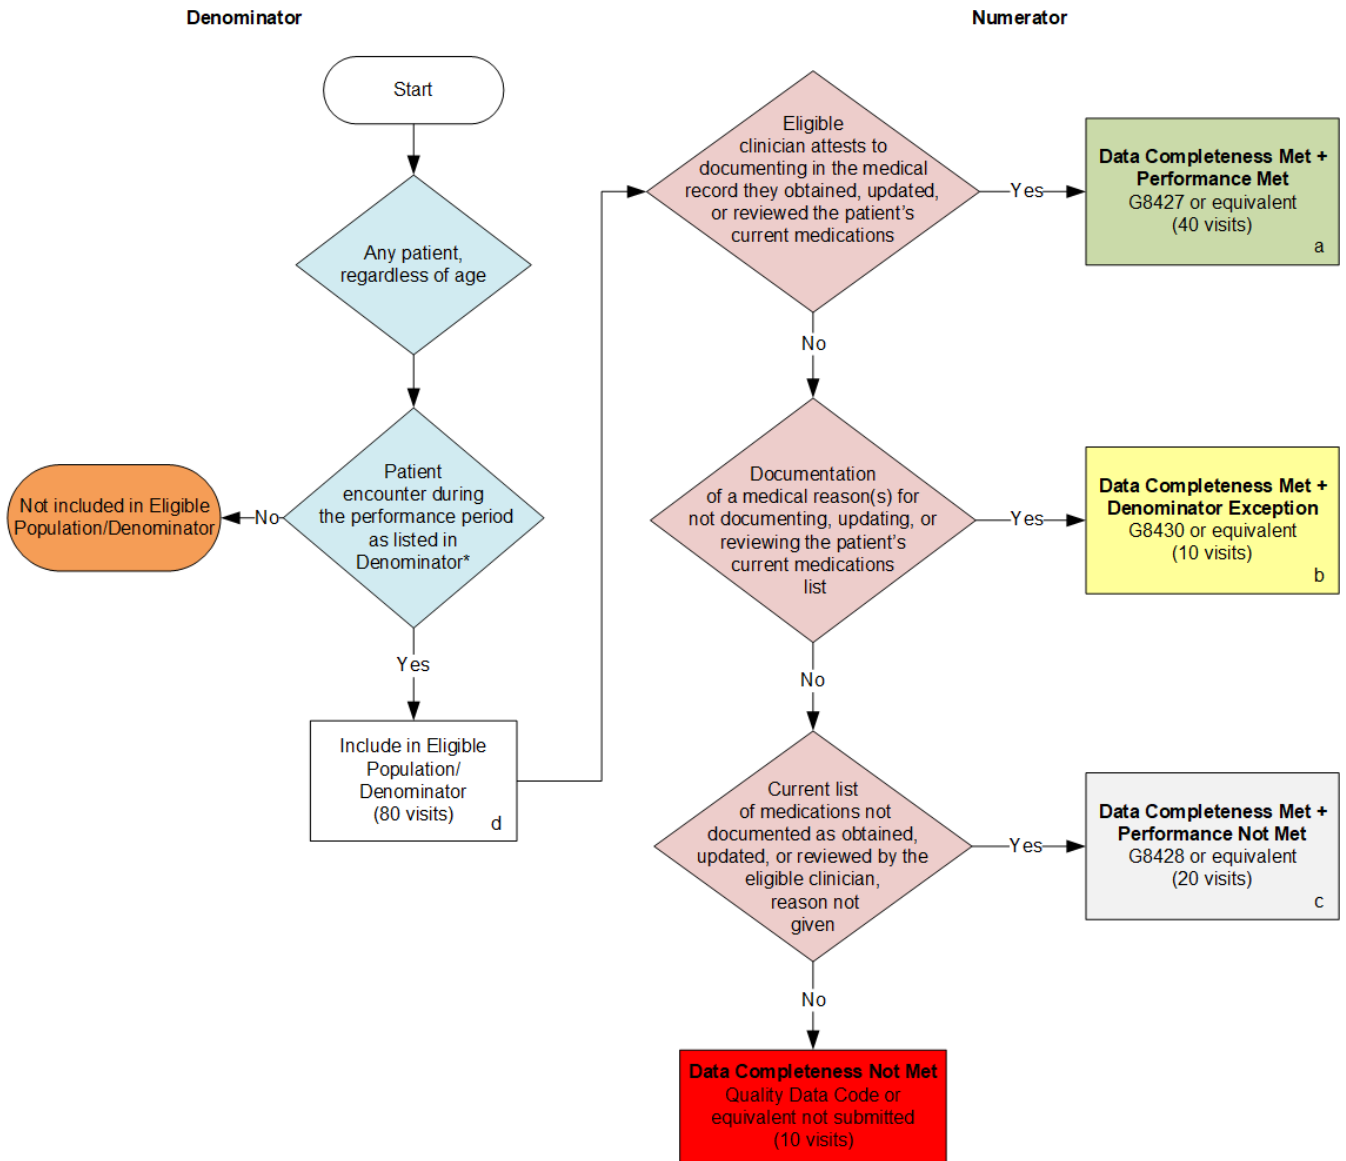 Denominator
Numerator
Start
Any patient,
regardless of age
Patient
encounter during
the performance period
as listed in
Denominator*
No
Not included in Eligible
Population/Denominator
Yes
Include in Eligible
Population/
Denominator
(80 visits)
d
Eligible
clinician attests to
documenting in the medical
record they obtained, updated,
or reviewed the patient's
current medications
Yes
Data Completeness Met +
Performance Met
G8427 or equivalent
(40 visits)
a
No
Documentation
of a medical reason(s) for
not documenting, updating, or
reviewing the patient's
current medications
list
Yes
Data Completeness Met +
Denominator Exception
G8430 or equivalent
(10 visits)
b
No
Current list
of medications not
documented as obtained,
updated, or reviewed by the
eligible clinician,
reason not
given
Yes
Data Completeness Met +
Performance Not Met
G8428 or equivalent
(20 visits)
c
No
Data Completeness Not Met
Quality Data Code or
equivalent not submitted
(10 visits)